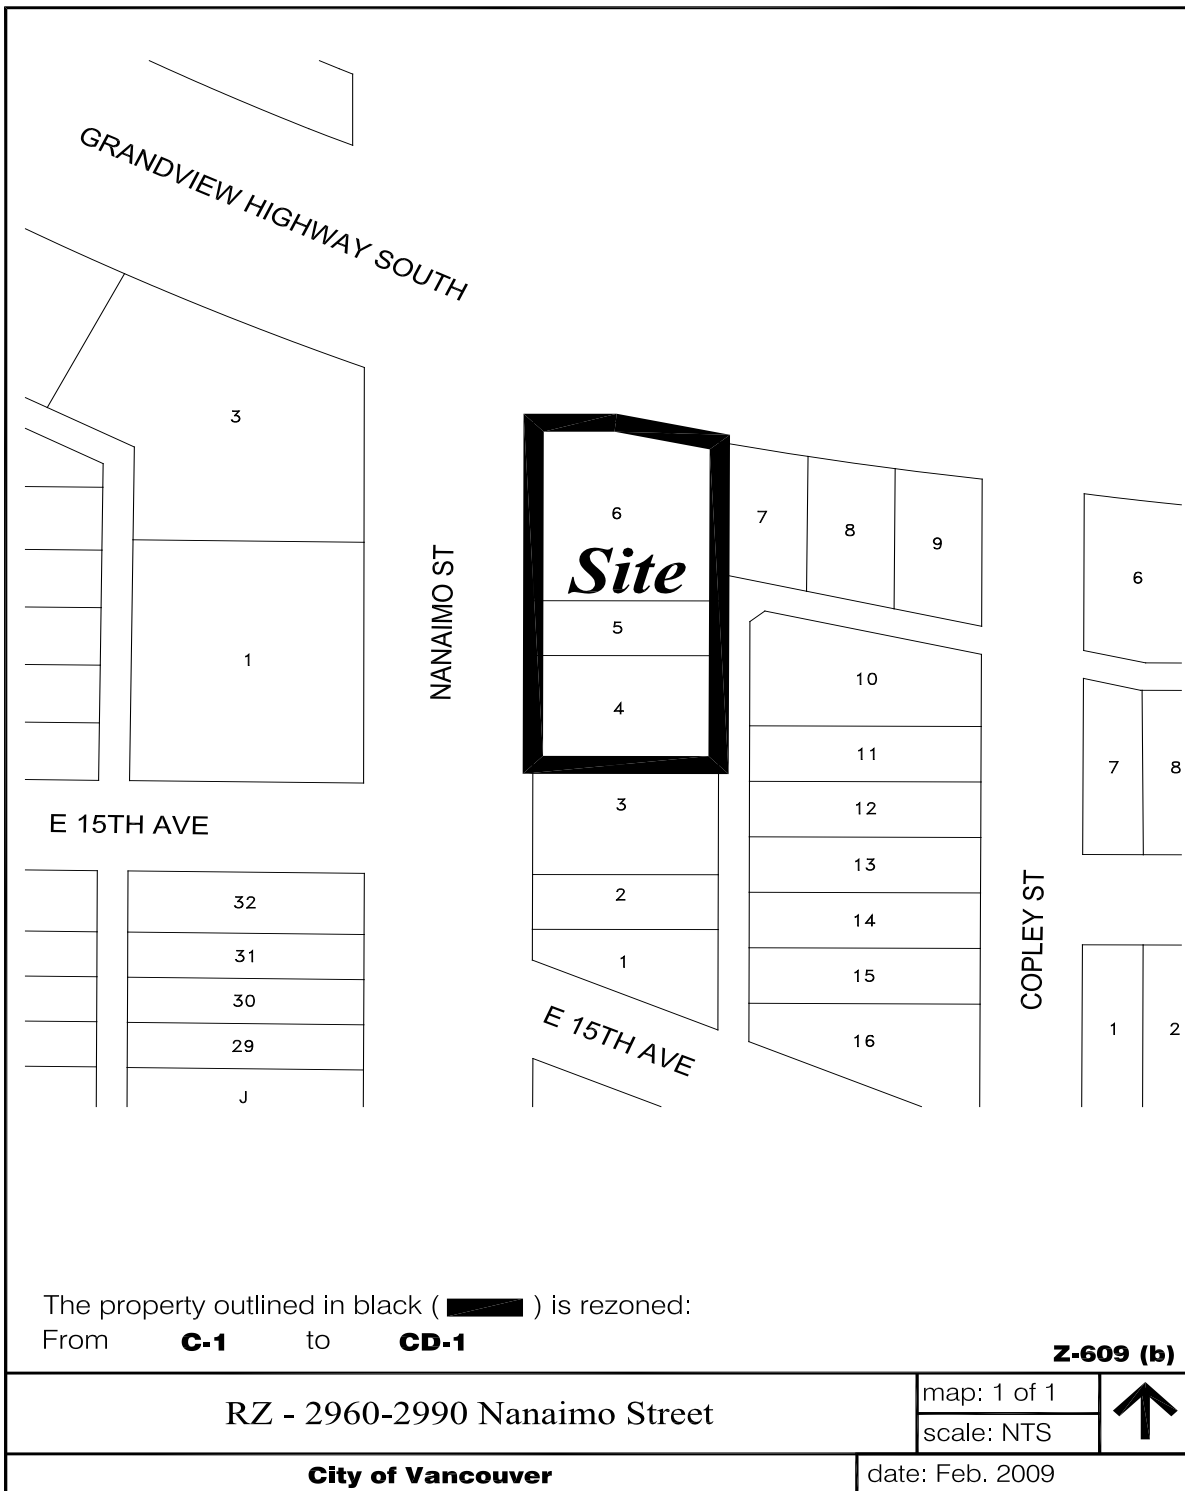 GRANDVIEW HIGHWAY SOUTH
3
6
7
8
9
Site
6
NANAIMO ST
5
1
10
4
11
7
8
3
12
E 15TH AVE
13
32
2
14
COPLEY ST
31
1
15
30
E 15TH AVE
1
2
29
16
J
The property outlined in black ( ) is rezoned:
From C-1 to CD-1
Z-609 (b)
RZ - 2960-2990 Nanaimo Street
map: 1 of 1
scale: NTS
City of Vancouver
date: Feb. 2009